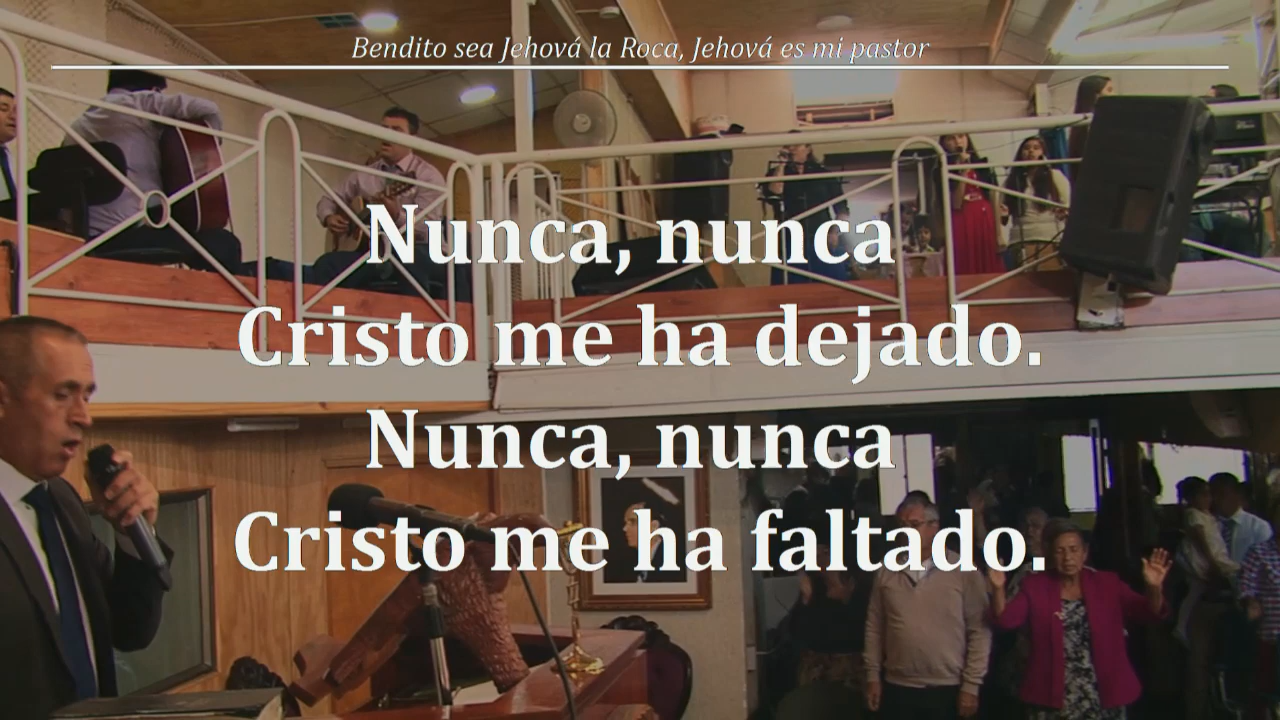 Bendito sea Jehová la Roca, Jehová es mi pastor
Nunca, nunca
Cristo me ha dejado.
Nunca, nunca
Cristo me ha faltado.